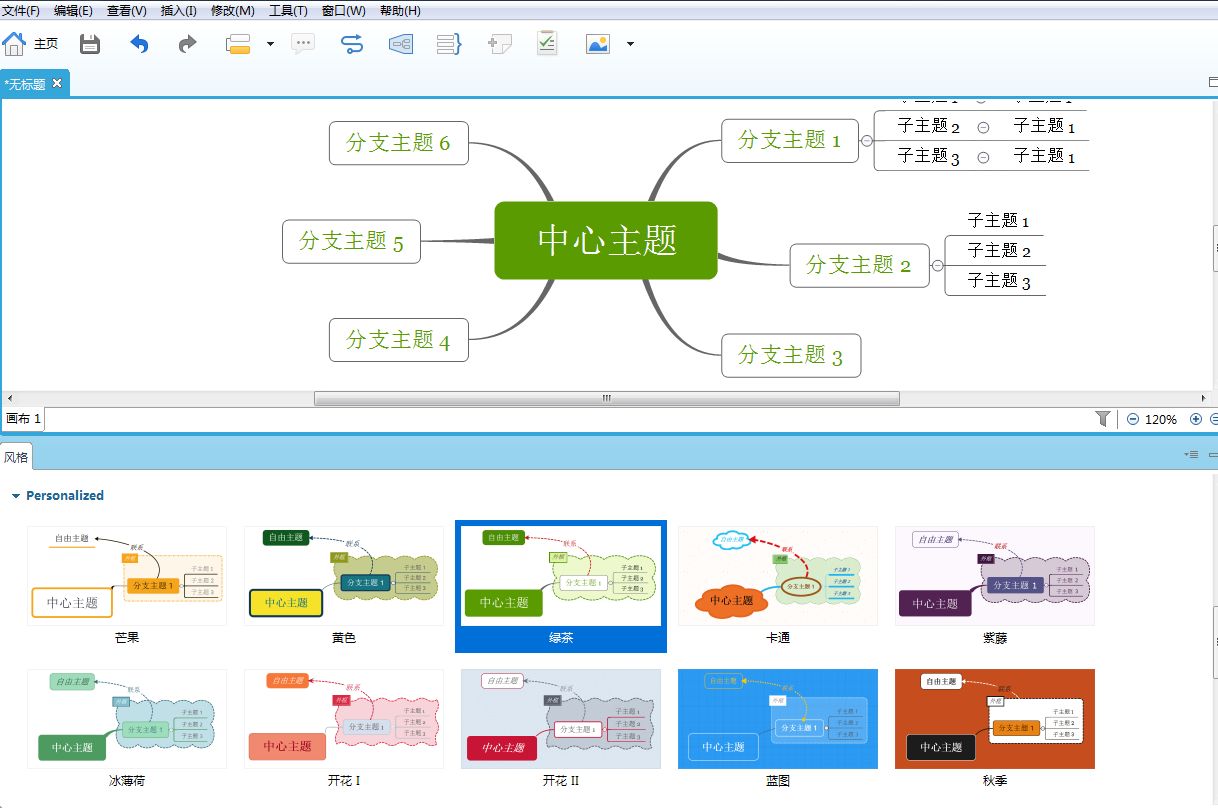 文件(F) 编辑(E) 查看(V) 插入(I) 修改(M) 工具(T) 窗口(W) 帮助(H)
主页
*无标题
子主题 1 子主题 1
分支主题 6
分支主题 1
子主题 2 子主题 1
子主题 3 子主题 1
分支主题 5
中心主题
分支主题 2
子主题 1
子主题 2
子主题 3
分支主题 4
分支主题 3
画布 1
120%
风格
Personalized
自由主题
联系
外框
分支主题 1
子主题 1
子主题 2
子主题 3
中心主题
芒果
自由主题
联系
外框
分支主题 1
子主题 1
子主题 2
子主题 3
中心主题
黄色
自由主题
联系
外框
分支主题 1
子主题 1
子主题 2
子主题 3
中心主题
绿茶
自由主题
联系
外框
分支主题 1
子主题 1
子主题 2
子主题 3
中心主题
卡通
自由主题
联系
外框
分支主题 1
子主题 1
子主题 2
子主题 3
中心主题
紫藤
自由主题
联系
外框
分支主题 1
子主题 1
子主题 2
子主题 3
中心主题
冰薄荷
自由主题
联系
外框
分支主题 1
子主题 1
子主题 2
子主题 3
中心主题
开花 I
自由主题
联系
外框
分支主题 1
子主题 1
子主题 2
子主题 3
中心主题
开花 II
自由主题
联系
外框
分支主题 1
子主题 1
子主题 2
子主题 3
中心主题
蓝图
自由主题
联系
外框
分支主题 1
子主题 1
子主题 2
子主题 3
中心主题
秋季